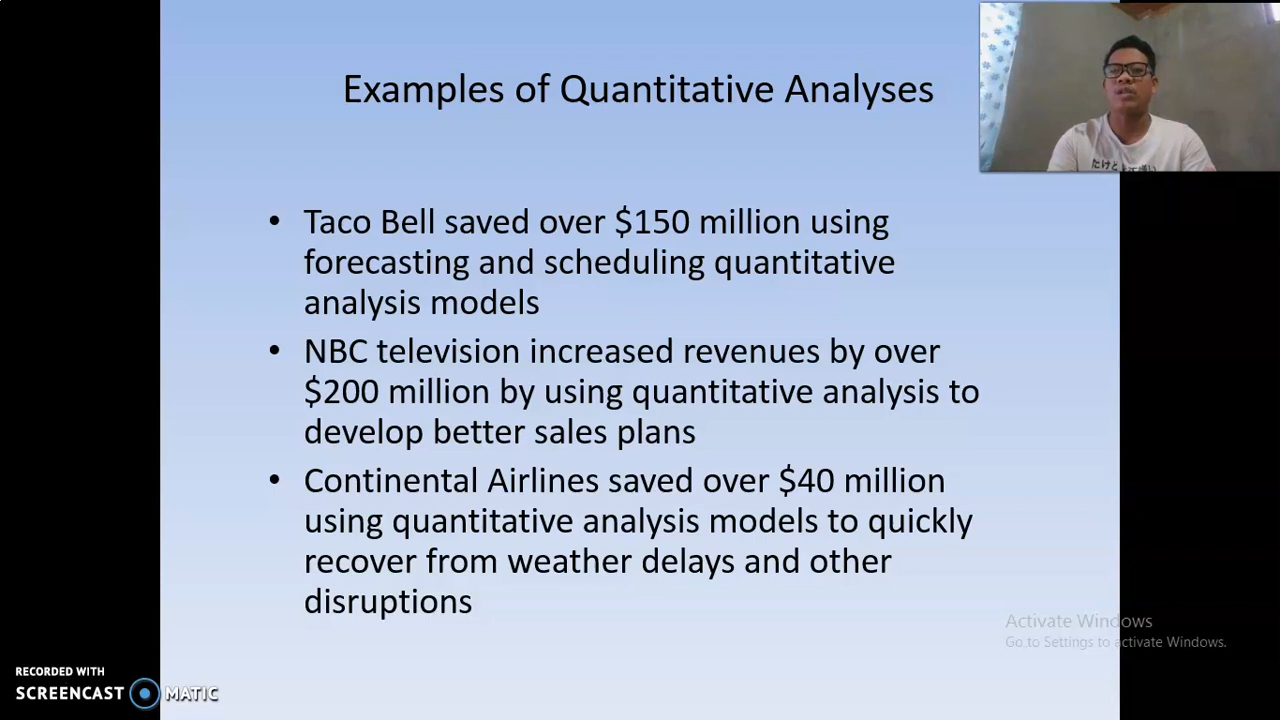 Examples of Quantitative Analyses
たけと
• Taco Bell saved over $150 million using
forecasting and scheduling quantitative
analysis models
• NBC television increased revenues by over
$200 million by using quantitative analysis to
develop better sales plans
• Continental Airlines saved over $40 million
using quantitative analysis models to quickly
recover from weather delays and other
disruptions
Activate Windows
Go to Settings to activate Windows.
RECORDED WITH
SCREENCAST MATIC